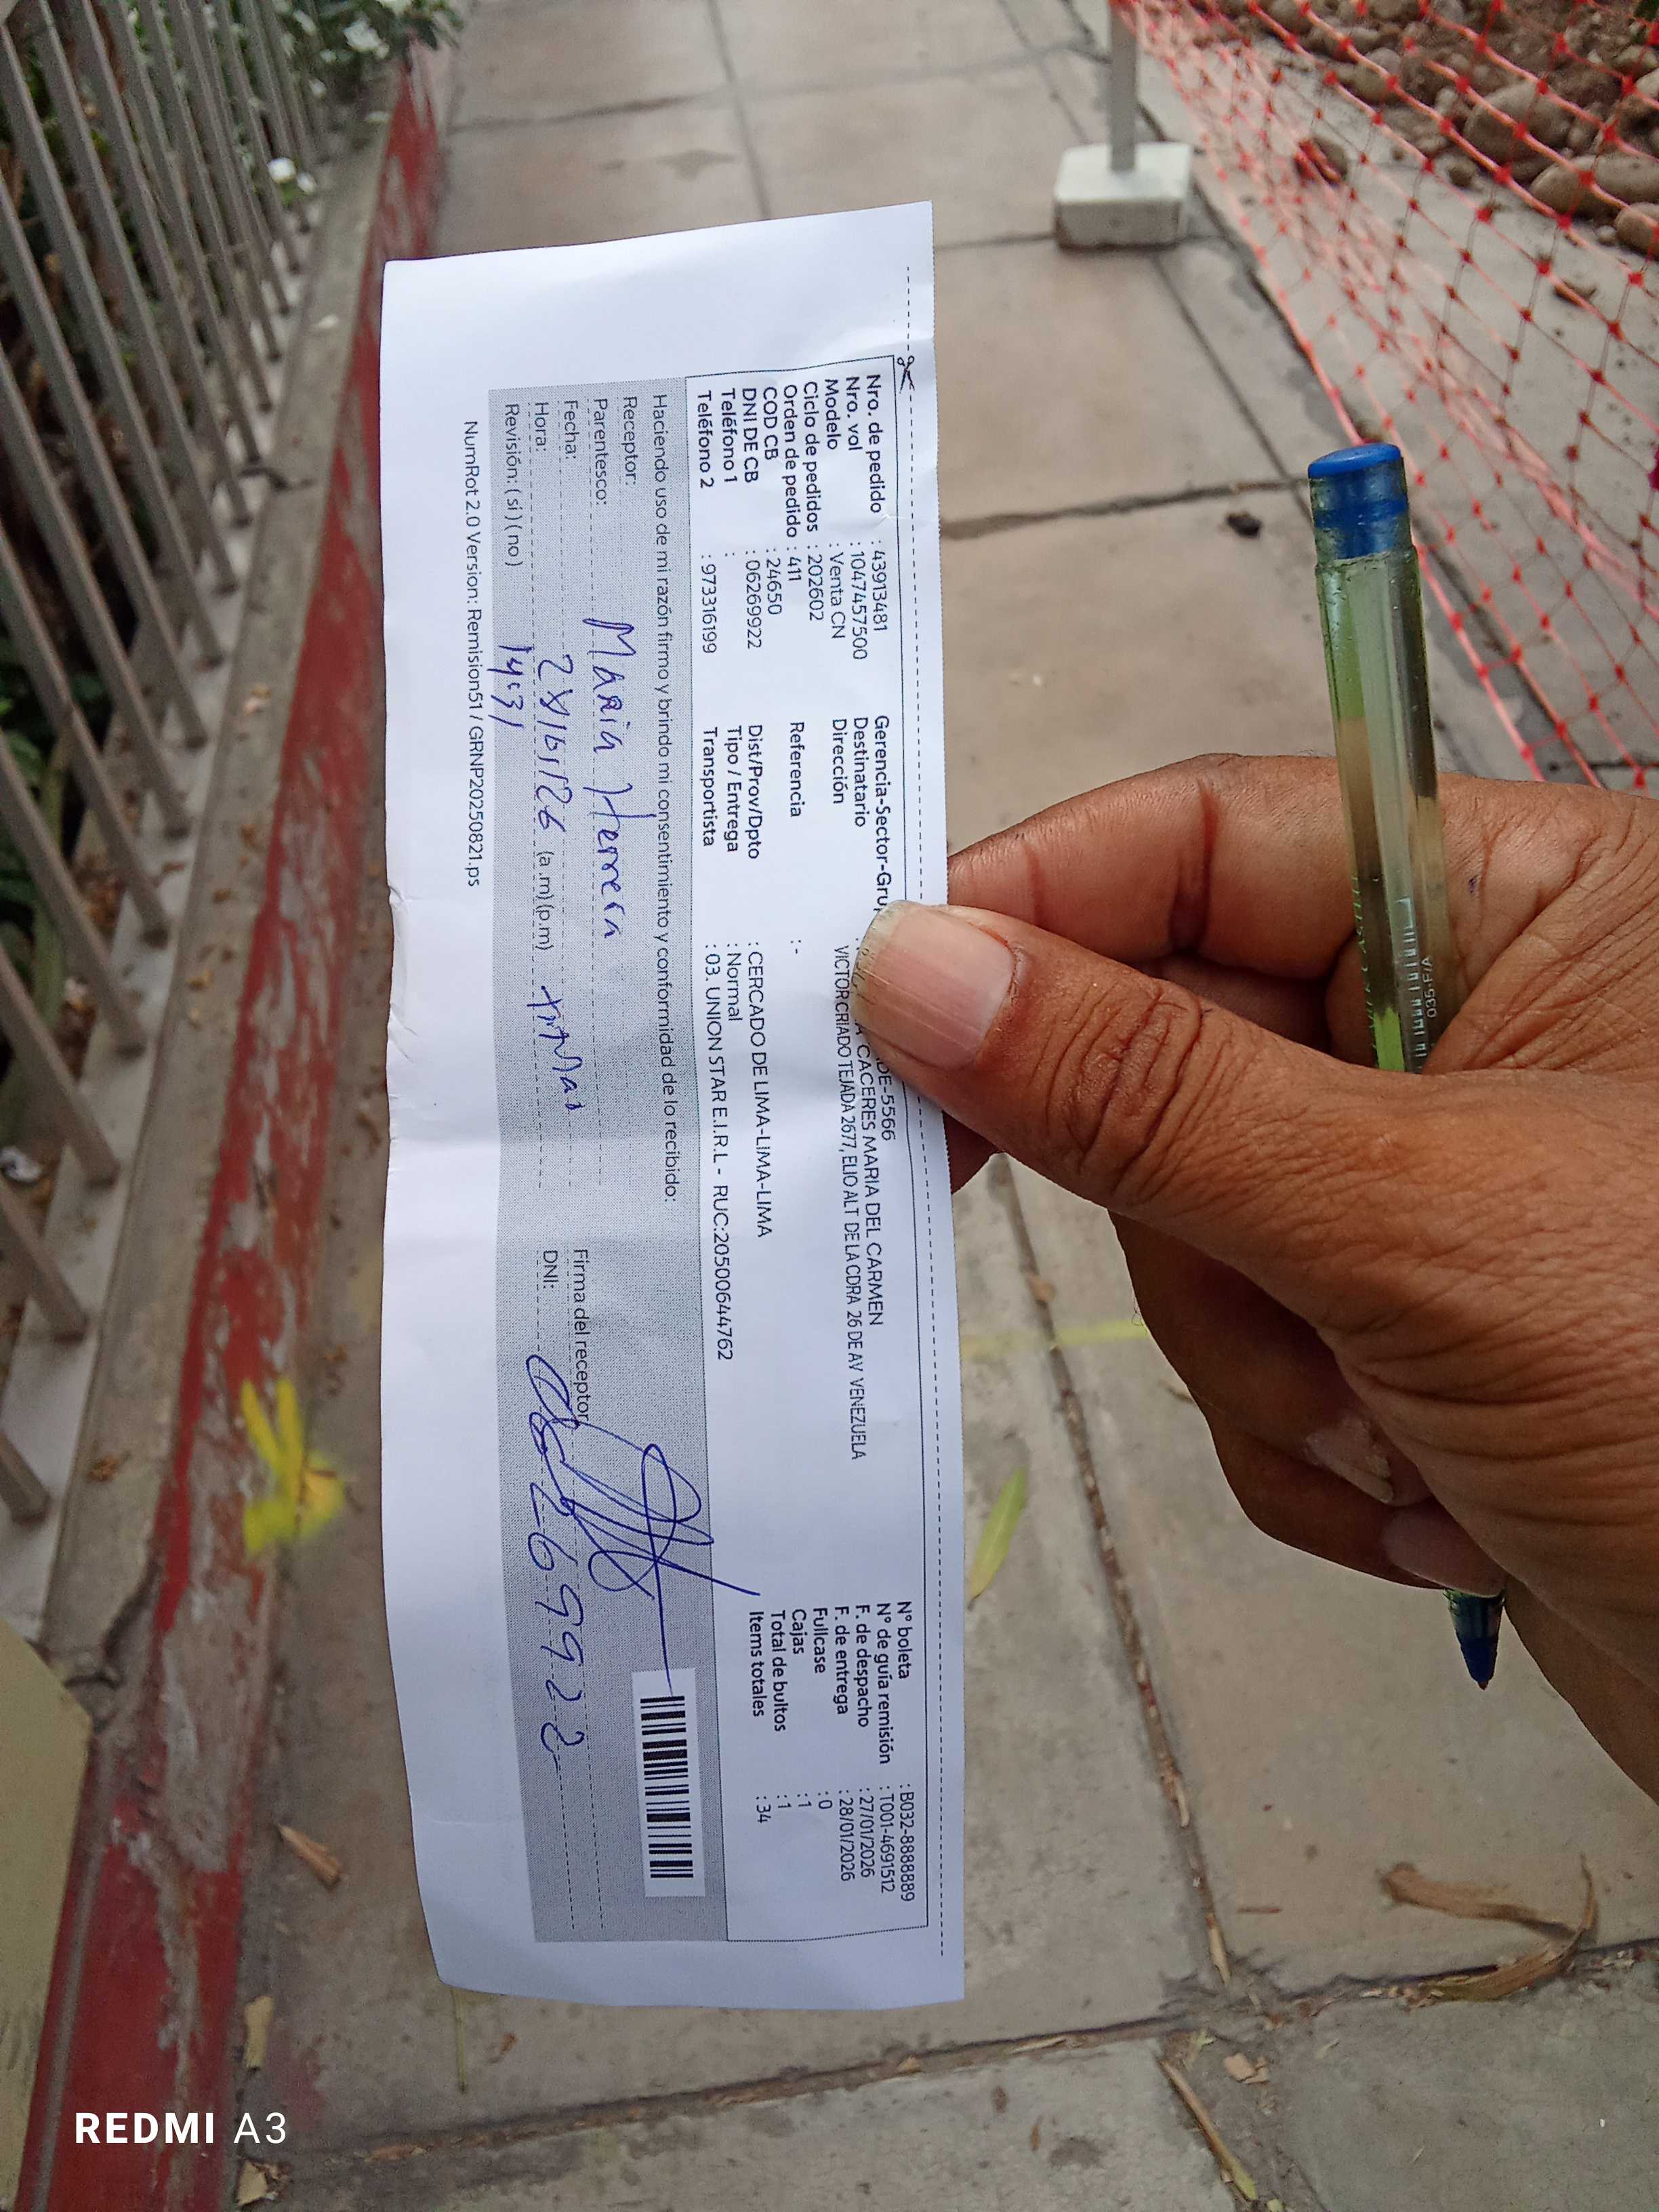 Nro. de pedido : 43913481
Nro. vol : 1047457500
Modelo : Venta CN
Ciclo de pedidos : 202602
Orden de pedido : 411
COD CB : 24650
DNI DE CB : 06269922
Teléfono 1 :
Teléfono 2 : 973316199
Gerencia-Sector-Gru DE-5566
Destinatario CACERES MARIA DEL CARMEN
Dirección VICTOR CRIADO TEJADA 2677, ELIO ALT DE LA CDRA 26 DE AV VENEZUELA
Referencia : -
Dist/Prov/Dpto : CERCADO DE LIMA-LIMA-LIMA
Tipo / Entrega : Normal
Transportista : 03. UNION STAR E.I.R.L - RUC:20500644762
N° boleta : B032-8888889
N° de guía remisión : T001-4691512
F. de despacho : 27/01/2026
F. de entrega : 28/01/2026
Fullcase : 0
Cajas : 1
Total de bultos : 1
Items totales : 34
Haciendo uso de mi razón firmo y brindo mi consentimiento y conformidad de lo recibido:
Receptor: Maria Herrera
Parentesco:
Fecha: 28/01/26
Hora: 14:31 (a.m)(p.m)
Revisión: ( si ) ( no )
Firma del receptor
DNI: 06269922
NumRot 2.0 Version: Remision51 / GRNP20250821.ps
035-F/A
REDMI A3